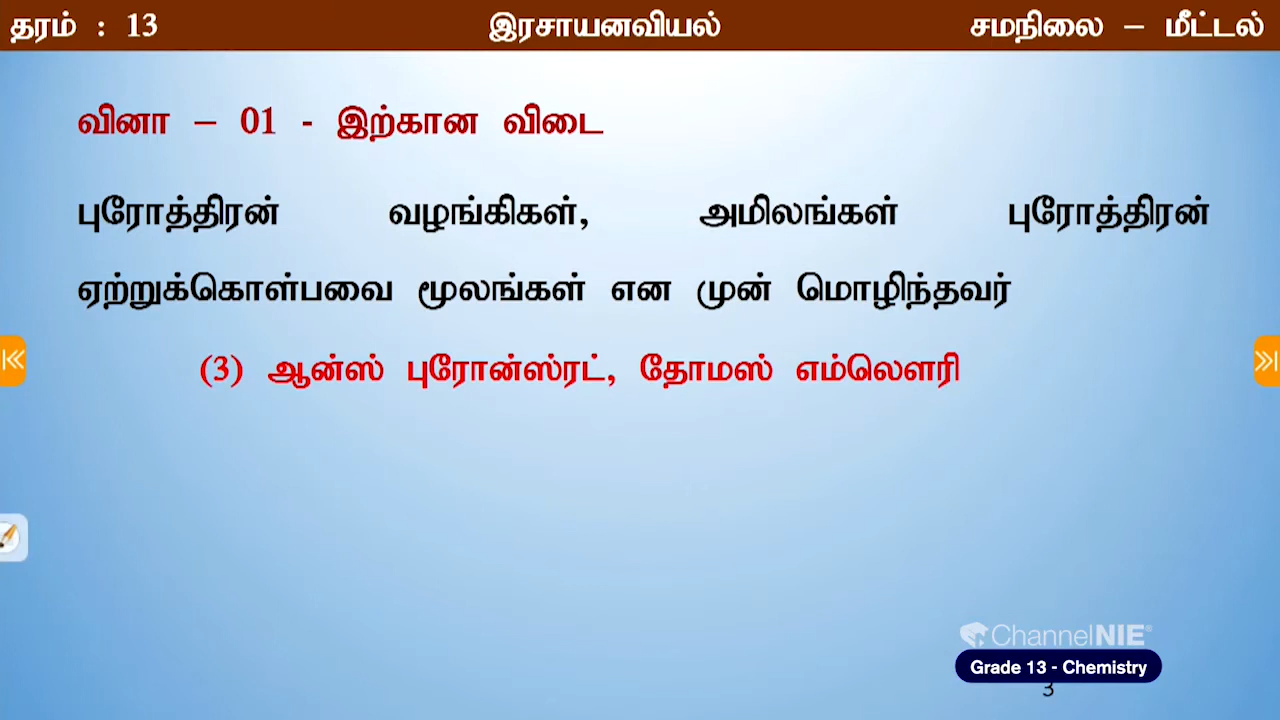 தரம் : 13 இரசாயனவியல் சமநிலை – மீட்டல்
வினா – 01 - இற்கான விடை
புரோத்திரன் வழங்கிகள், அமிலங்கள் புரோத்திரன்
ஏற்றுக்கொள்பவை மூலங்கள் என முன் மொழிந்தவர்
(3) ஆன்ஸ் புரோன்ஸ்ரட், தோமஸ் எம்லௌரி
ChannelNIE®
Grade 13 - Chemistry
3